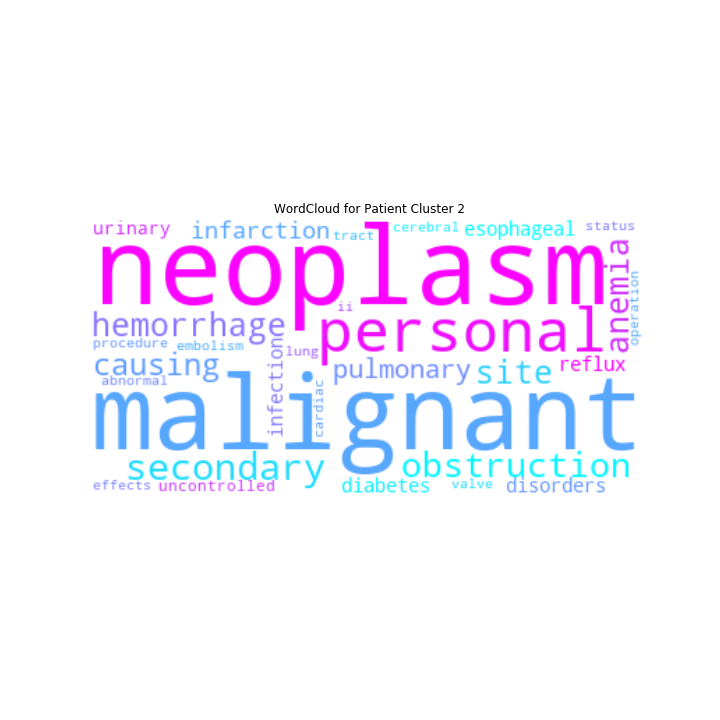 WordCloud for Patient Cluster 2
urinary
infarction
tract
cerebral
esophageal
status
neoplasm
anemia
operation
ii
hemorrhage
personal
procedure
embolism
lung
infection
causing
abnormal
pulmonary
site
reflux
cardiac
malignant
secondary
obstruction
effects
uncontrolled
diabetes
valve
disorders